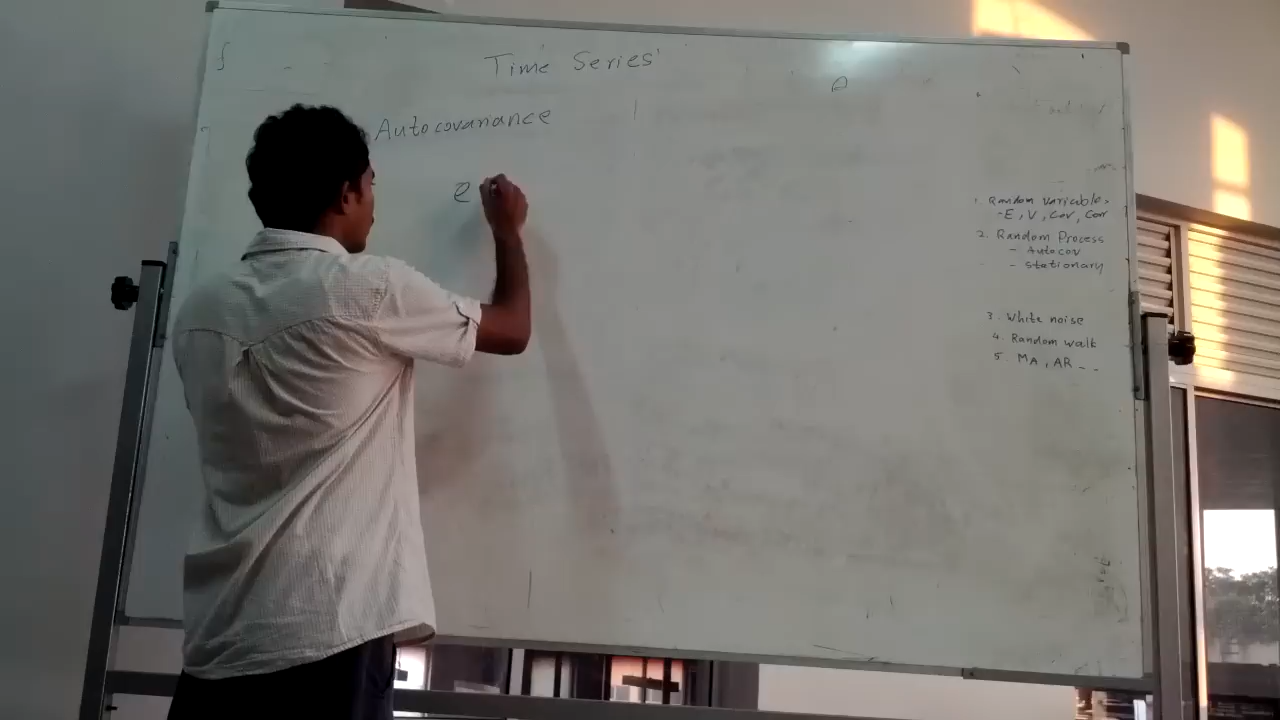 Time Series
Autocovariance
e
1. Random variables
- E, V, Cov, Cor
2. Random Process
- Autocov
- stationary
3. White noise
4. Random walk
5. MA, AR - -